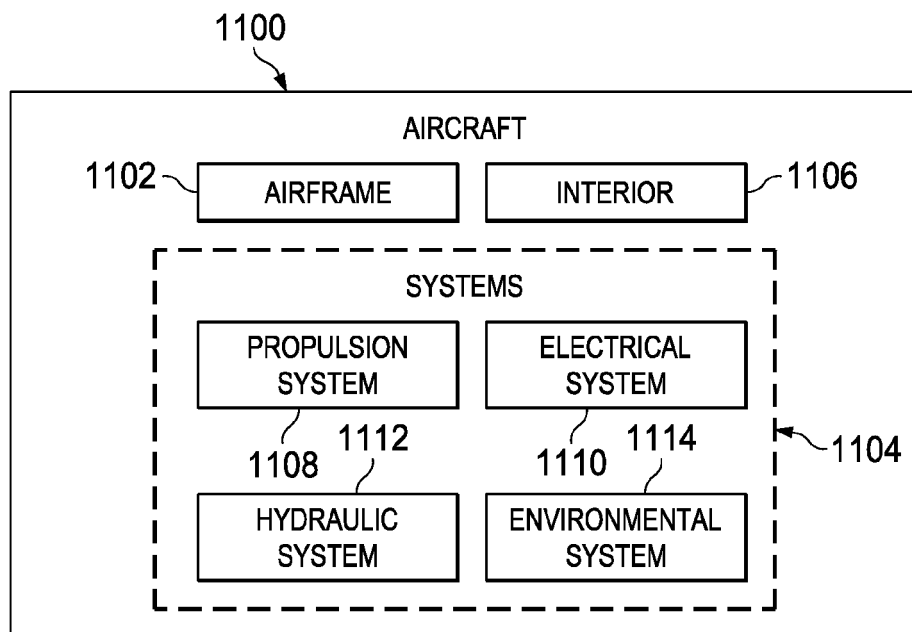 1100
AIRCRAFT
1102
AIRFRAME
INTERIOR
1106
SYSTEMS
PROPULSION
SYSTEM
ELECTRICAL
SYSTEM
1108
1112
1110
1114
1104
HYDRAULIC
SYSTEM
ENVIRONMENTAL
SYSTEM